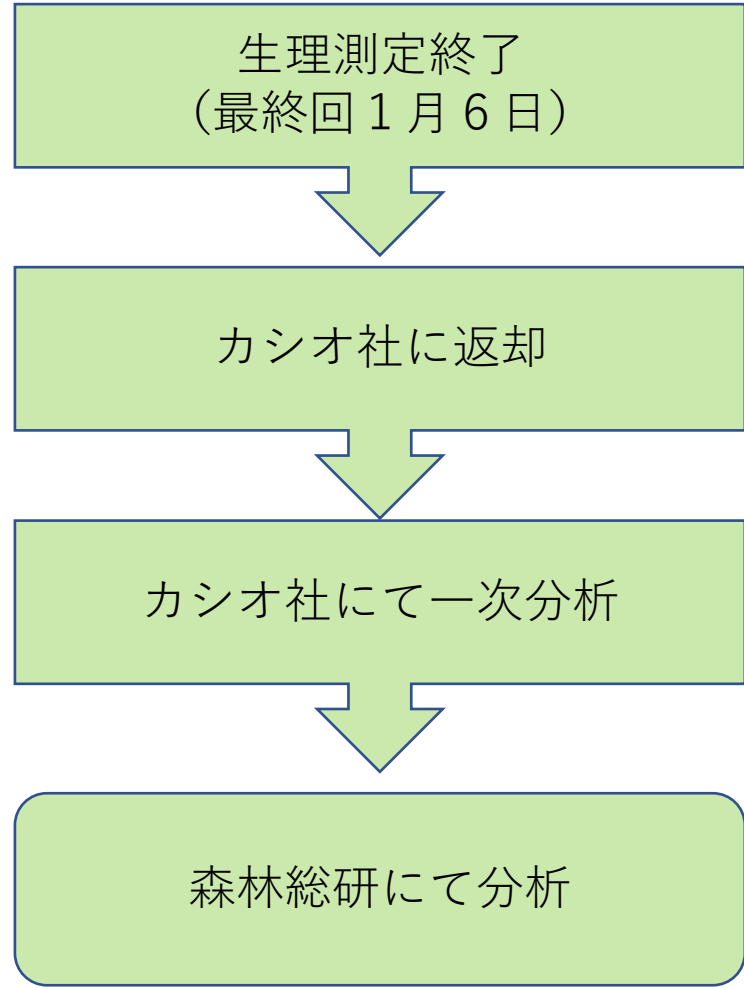 生理測定終了
（最終回１月６日）
カシオ社に返却
カシオ社にて一次分析
森林総研にて分析